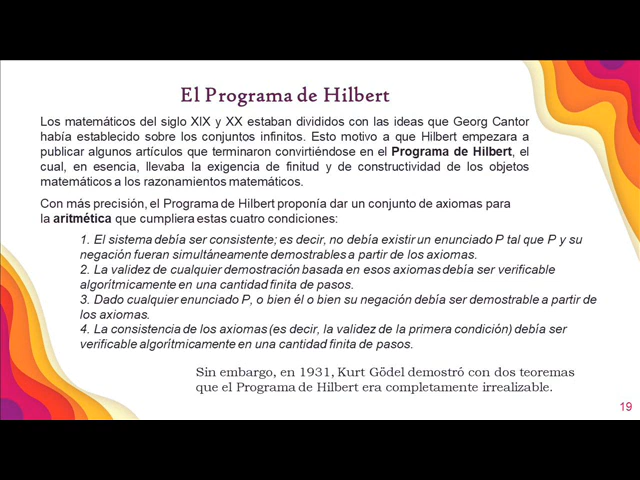 El Programa de Hilbert
Los matemáticos del siglo XIX y XX estaban divididos con las ideas que Georg Cantor
había establecido sobre los conjuntos infinitos. Esto motivo a que Hilbert empezara a
publicar algunos artículos que terminaron convirtiéndose en el Programa de Hilbert, el
cual, en esencia, llevaba la exigencia de finitud y de constructividad de los objetos
matemáticos a los razonamientos matemáticos.
Con más precisión, el Programa de Hilbert proponía dar un conjunto de axiomas para
la aritmética que cumpliera estas cuatro condiciones:
1. El sistema debía ser consistente; es decir, no debía existir un enunciado P tal que P y su
negación fueran simultáneamente demostrables a partir de los axiomas.
2. La validez de cualquier demostración basada en esos axiomas debía ser verificable
algorítmicamente en una cantidad finita de pasos.
3. Dado cualquier enunciado P, o bien él o bien su negación debía ser demostrable a partir de
los axiomas.
4. La consistencia de los axiomas (es decir, la validez de la primera condición) debía ser
verificable algorítmicamente en una cantidad finita de pasos.
Sin embargo, en 1931, Kurt Gödel demostró con dos teoremas
que el Programa de Hilbert era completamente irrealizable.
19